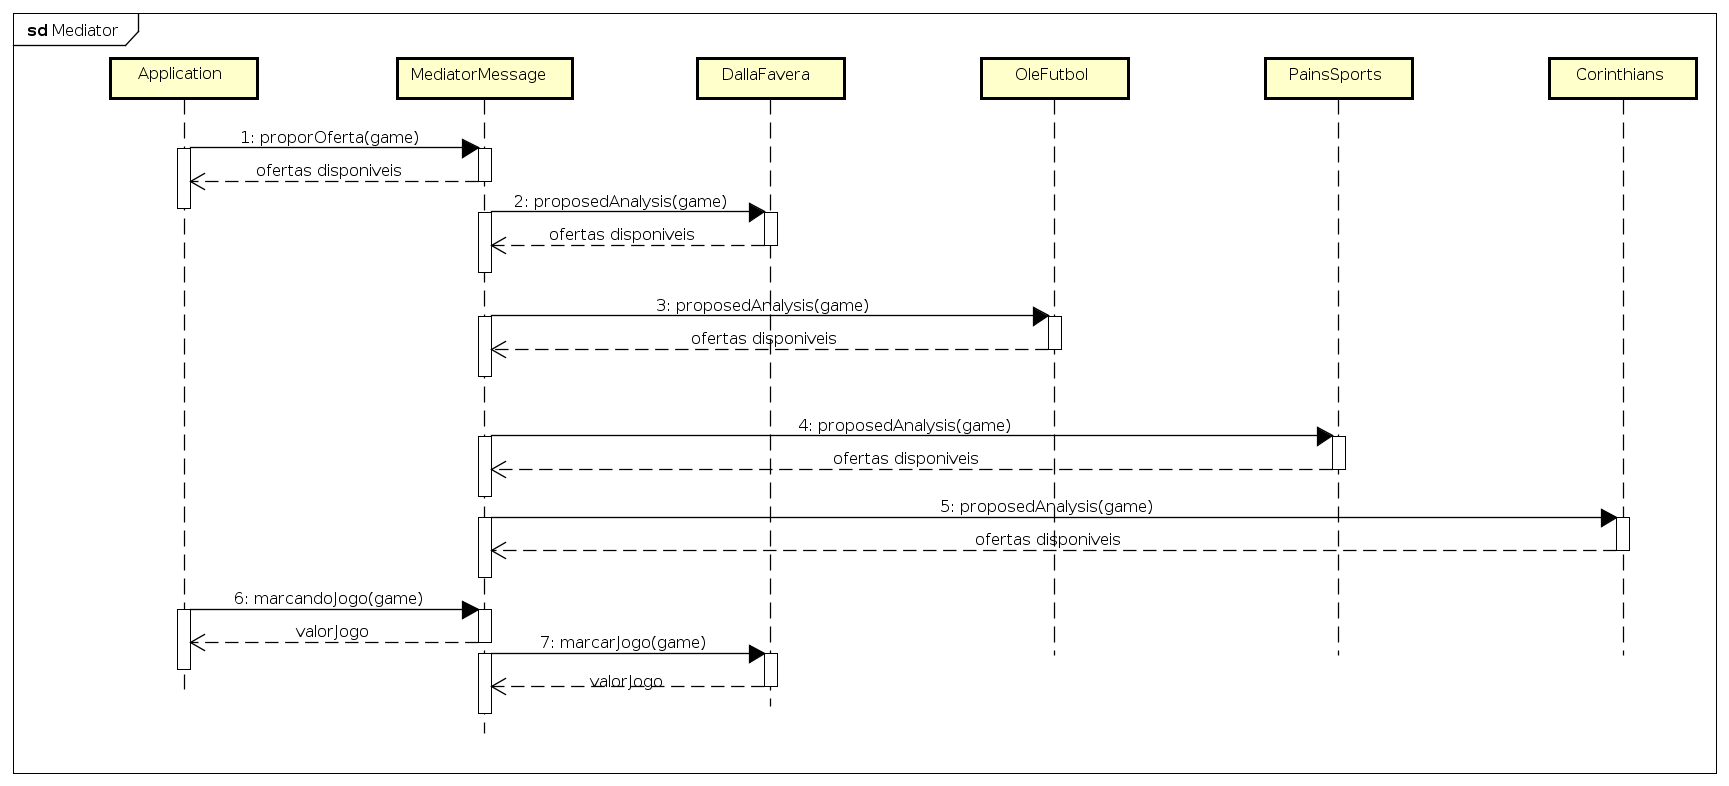 sd Mediator
Application
MediatorMessage
DallaFavera
OleFutbol
PainsSports
Corinthians
1: proporOferta(game)
ofertas disponiveis
2: proposedAnalysis(game)
ofertas disponiveis
3: proposedAnalysis(game)
ofertas disponiveis
4: proposedAnalysis(game)
ofertas disponiveis
5: proposedAnalysis(game)
ofertas disponiveis
6: marcandoJogo(game)
valorJogo
7: marcarJogo(game)
valorJogo